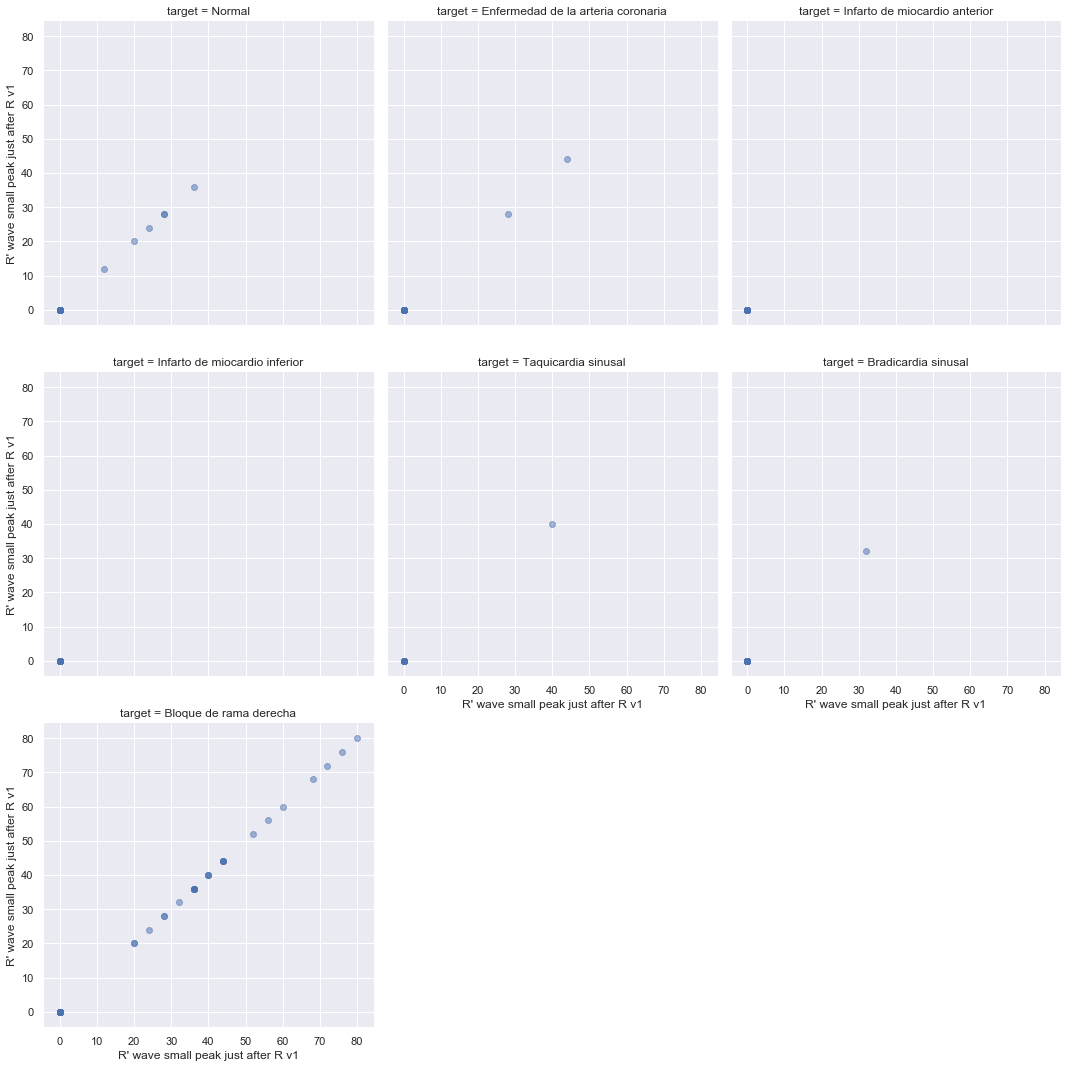 target = Normal
target = Enfermedad de la arteria coronaria
target = Infarto de miocardio anterior
80
70
60
50
40
30
20
10
0
R' wave small peak just after R v1
target = Infarto de miocardio inferior
target = Taquicardia sinusal
target = Bradicardia sinusal
80
70
60
50
40
30
20
10
0
R' wave small peak just after R v1
0 10 20 30 40 50 60 70 80
R' wave small peak just after R v1
0 10 20 30 40 50 60 70 80
R' wave small peak just after R v1
target = Bloque de rama derecha
80
70
60
50
40
30
20
10
0
R' wave small peak just after R v1
0 10 20 30 40 50 60 70 80
R' wave small peak just after R v1